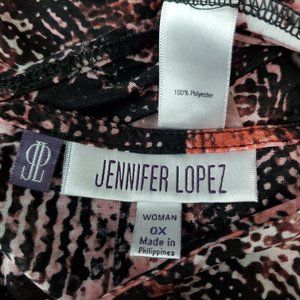 100% Polyester
JL
JENNIFER LOPEZ
WOMAN
0X
Made in
Philippines